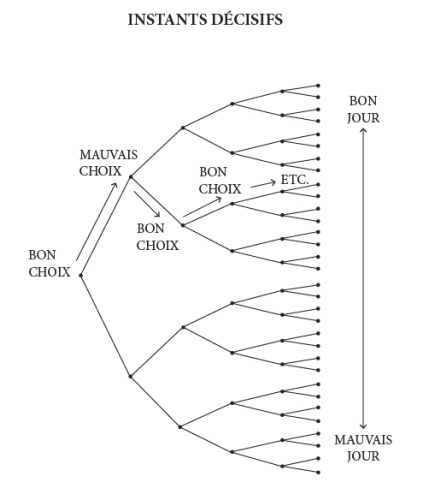 INSTANTS DÉCISIFS
BON
JOUR
MAUVAIS
CHOIX
BON
CHOIX
ETC.
BON
CHOIX
BON
CHOIX
MAUVAIS
JOUR